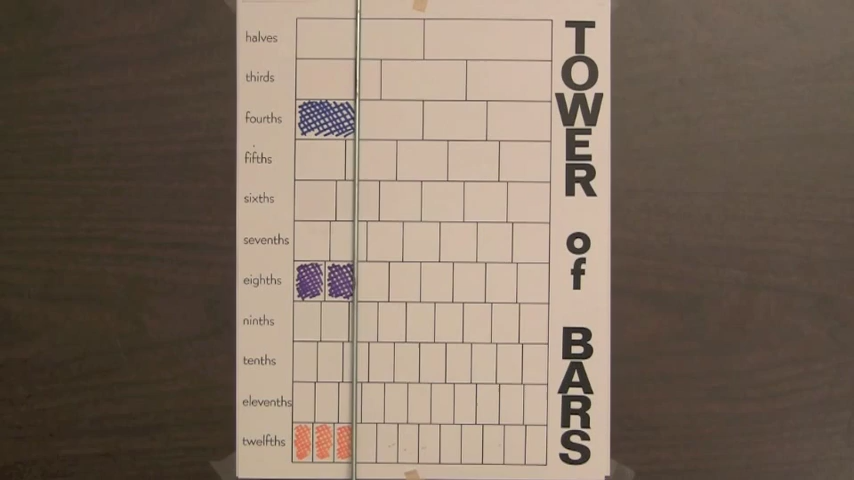 halves
thirds
fourths
fifths
sixths
sevenths
eighths
ninths
tenths
elevenths
twelfths
TOWER
of
BARS